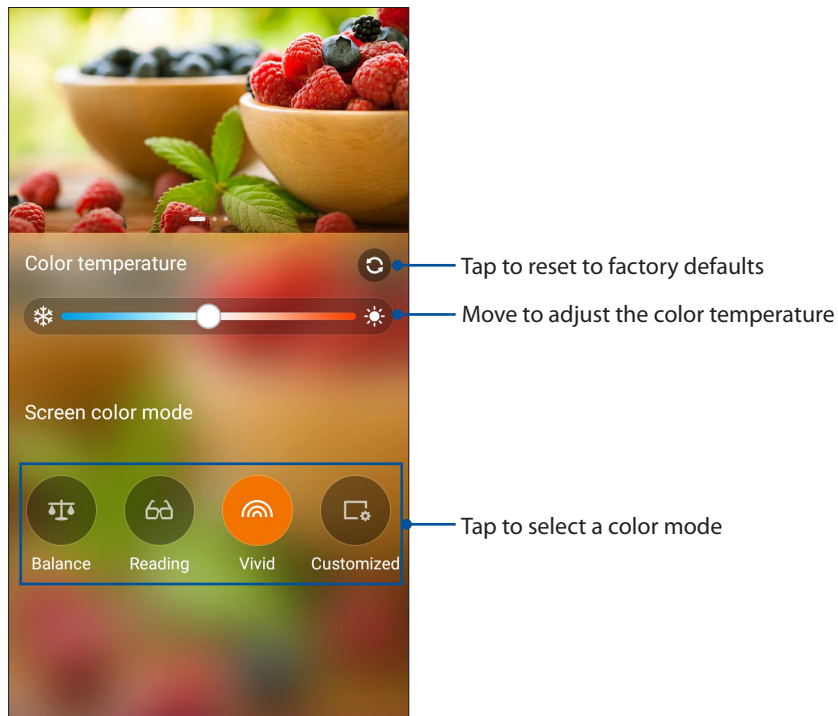 Color temperature
Tap to reset to factory defaults
Move to adjust the color temperature
Screen color mode
Balance Reading Vivid Customized
Tap to select a color mode